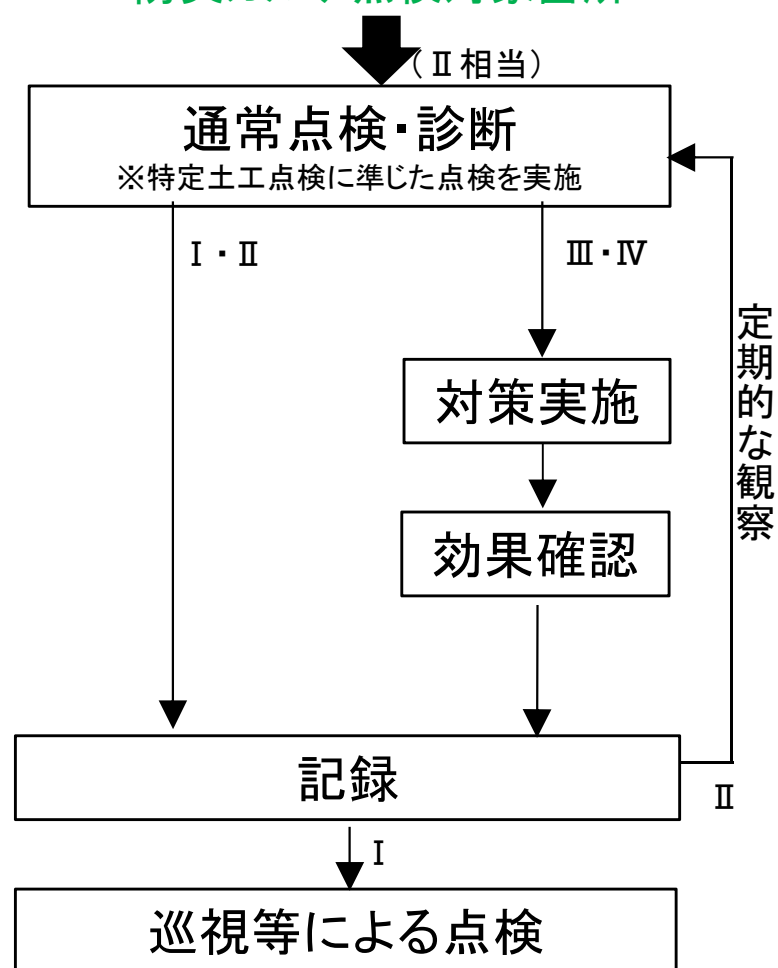 (Ⅱ相当)
通常点検・診断
※特定土工点検に準じた点検を実施
Ⅰ・Ⅱ
Ⅲ・Ⅳ
定期的な観察
対策実施
効果確認
記録
Ⅱ
Ⅰ
巡視等による点検